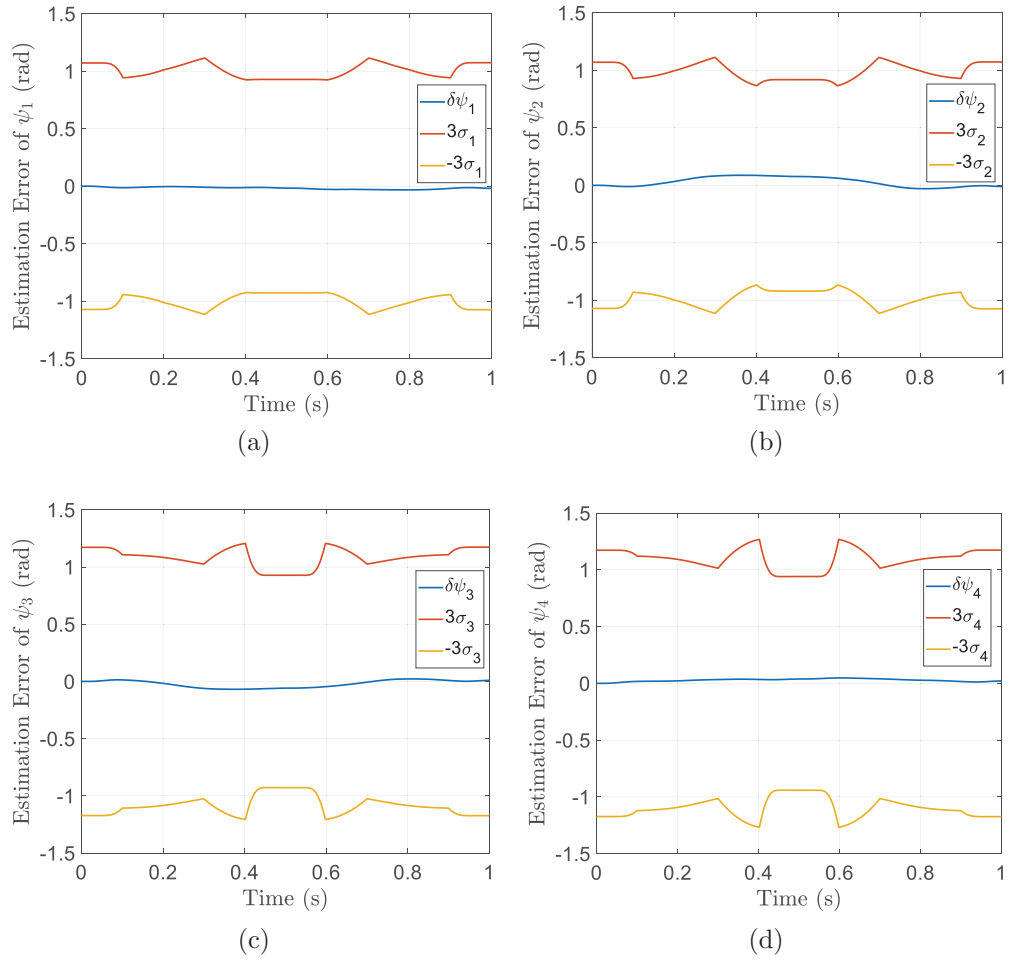 Estimation Error of ψ₁ (rad)
1.5
1
0.5
0
-0.5
-1
-1.5
δψ₁
3σ₁
-3σ₁
0 0.2 0.4 0.6 0.8 1
Time (s)
(a)
Estimation Error of ψ₂ (rad)
1.5
1
0.5
0
-0.5
-1
-1.5
δψ₂
3σ₂
-3σ₂
0 0.2 0.4 0.6 0.8 1
Time (s)
(b)
Estimation Error of ψ₃ (rad)
1.5
1
0.5
0
-0.5
-1
-1.5
δψ₃
3σ₃
-3σ₃
0 0.2 0.4 0.6 0.8 1
Time (s)
(c)
Estimation Error of ψ₄ (rad)
1.5
1
0.5
0
-0.5
-1
-1.5
δψ₄
3σ₄
-3σ₄
0 0.2 0.4 0.6 0.8 1
Time (s)
(d)